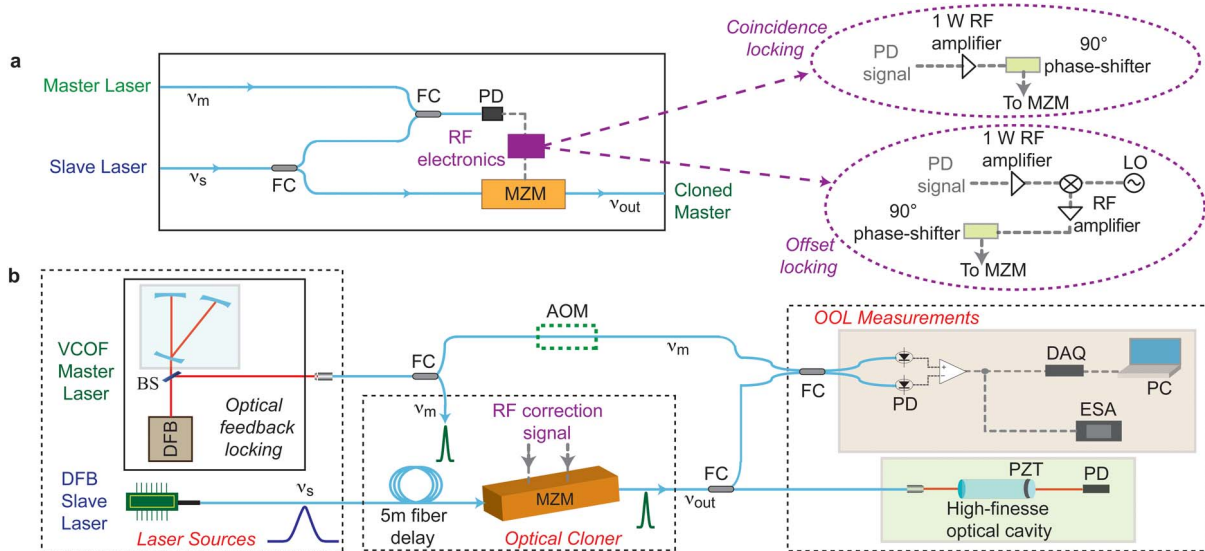 a
Master Laser
νm
FC
PD
RF
electronics
Slave Laser
νs
FC
MZM
νout
Cloned
Master
Coincidence
locking
1 W RF
amplifier
PD
signal
90°
phase-shifter
To MZM
1 W RF
amplifier
PD
signal
LO
RF
amplifier
90°
phase-shifter
Offset
locking
To MZM
b
VCOF
Master
Laser
BS
DFB
Optical
feedback
locking
DFB
Slave
Laser
νs
Laser Sources
FC
νm
AOM
νm
RF correction
signal
5m fiber
delay
MZM
Optical Cloner
νout
FC
FC
OOL Measurements
PD
DAQ
PC
ESA
PZT
PD
High-finesse
optical cavity